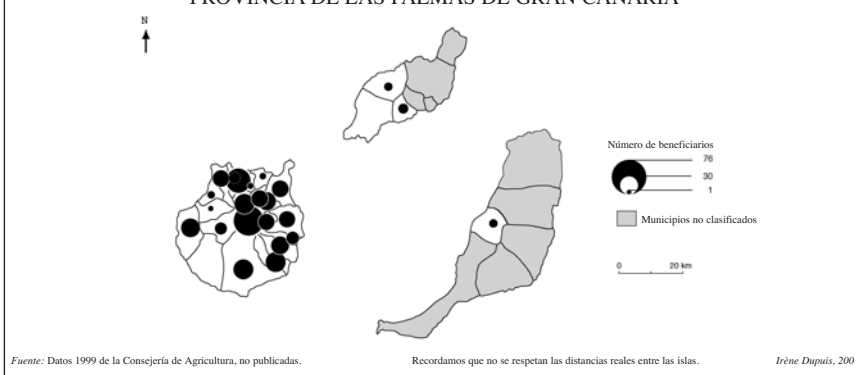 PROVINCIA DE LAS PALMAS DE GRAN CANARIA
N
Número de beneficiarios
76
30
1
Municipios no clasificados
0 20 km
Fuente: Datos 1999 de la Consejería de Agricultura, no publicadas.
Recordamos que no se respetan las distancias reales entre las islas.
Irène Dupuis, 200